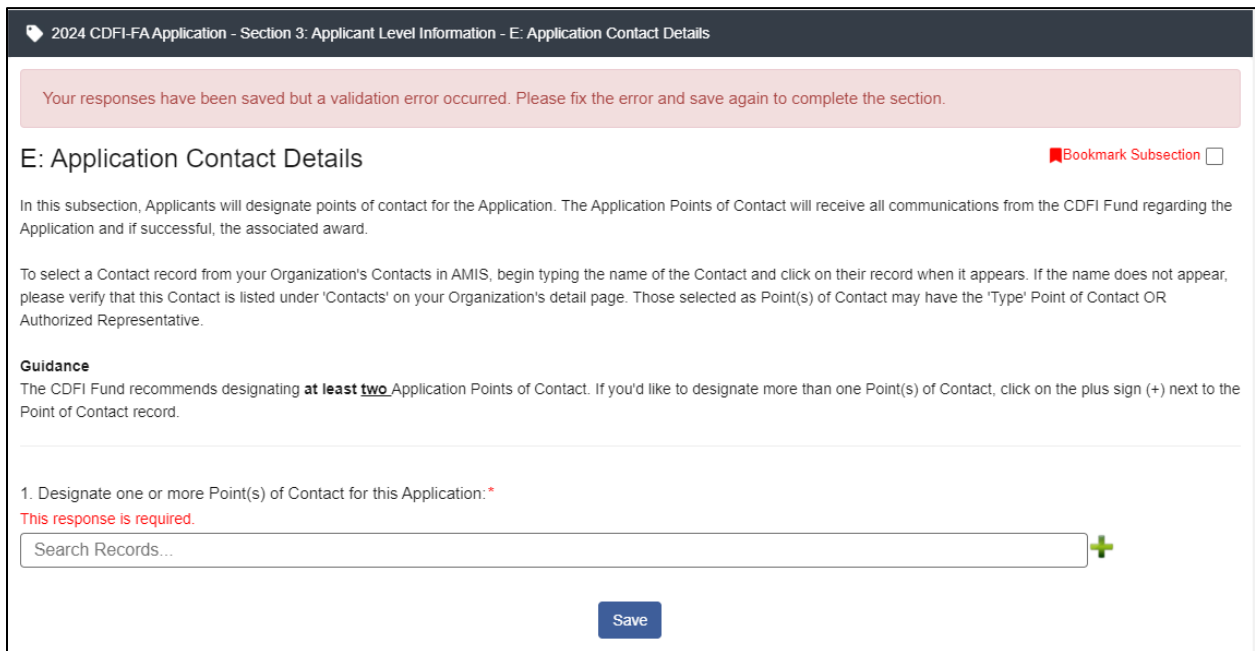 2024 CDFI-FA Application - Section 3: Applicant Level Information - E: Application Contact Details
Your responses have been saved but a validation error occurred. Please fix the error and save again to complete the section.
E: Application Contact Details
Bookmark Subsection
In this subsection, Applicants will designate points of contact for the Application. The Application Points of Contact will receive all communications from the CDFI Fund regarding the
Application and if successful, the associated award.
To select a Contact record from your Organization's Contacts in AMIS, begin typing the name of the Contact and click on their record when it appears. If the name does not appear,
please verify that this Contact is listed under 'Contacts' on your Organization's detail page. Those selected as Point(s) of Contact may have the 'Type' Point of Contact OR
Authorized Representative.
Guidance
The CDFI Fund recommends designating at least two Application Points of Contact. If you'd like to designate more than one Point(s) of Contact, click on the plus sign (+) next to the
Point of Contact record.
1. Designate one or more Point(s) of Contact for this Application:*
This response is required.
Search Records...
Save